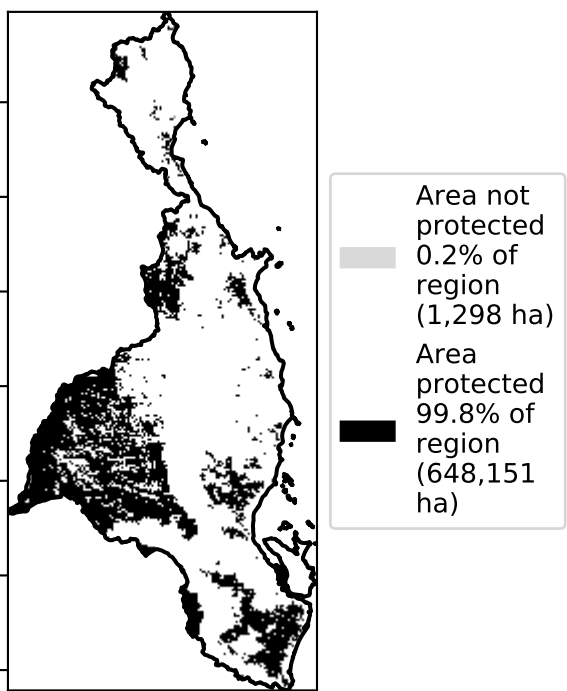 Area not
protected
0.2% of
region
(1,298 ha)
Area
protected
99.8% of
region
(648,151
ha)